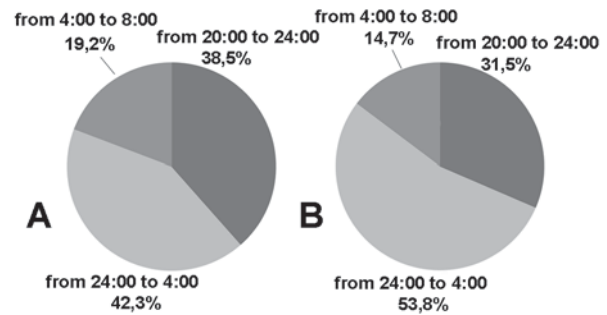 from 4:00 to 8:00
19,2%
from 20:00 to 24:00
38,5%
A
from 24:00 to 4:00
42,3%
from 4:00 to 8:00
14,7%
from 20:00 to 24:00
31,5%
B
from 24:00 to 4:00
53,8%